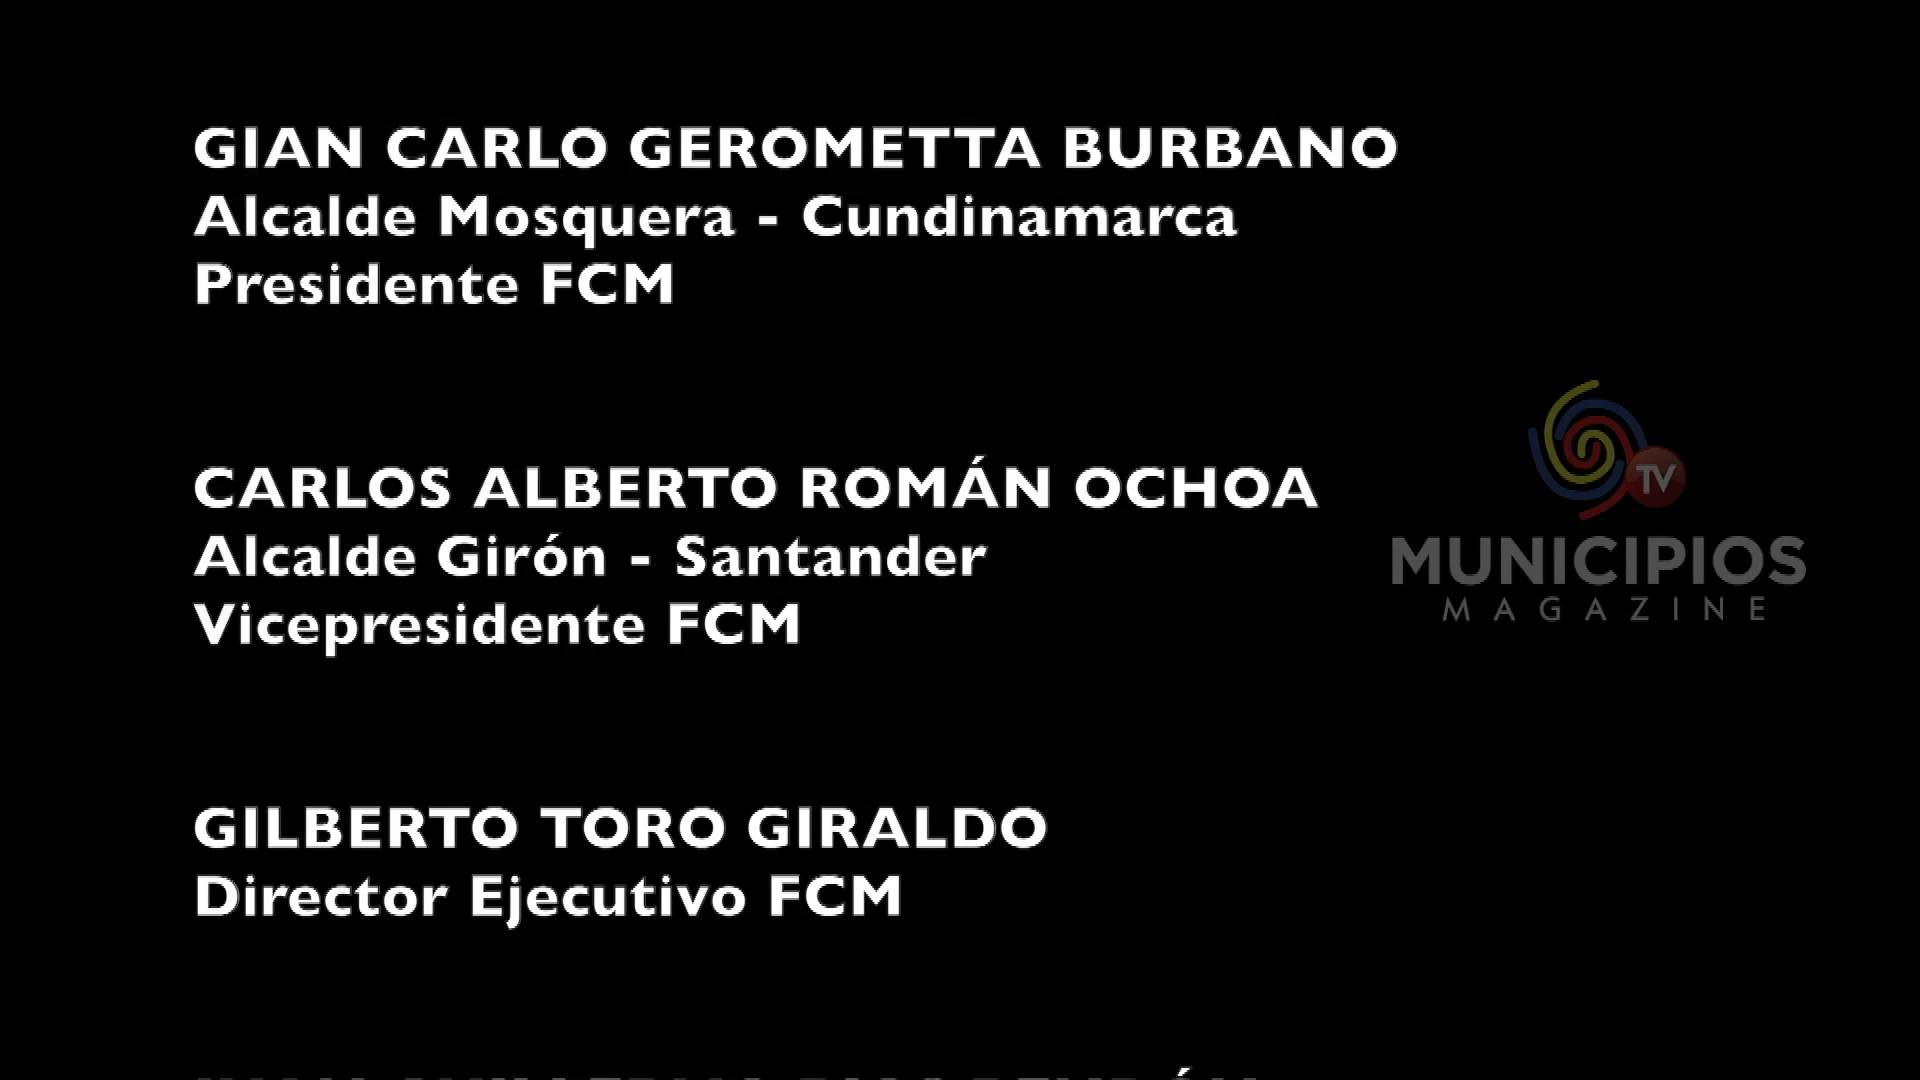 GIAN CARLO GEROMETTA BURBANO
Alcalde Mosquera - Cundinamarca
Presidente FCM
CARLOS ALBERTO ROMÁN OCHOA
Alcalde Girón - Santander
Vicepresidente FCM
TV
MUNICIPIOS
MAGAZINE
GILBERTO TORO GIRALDO
Director Ejecutivo FCM